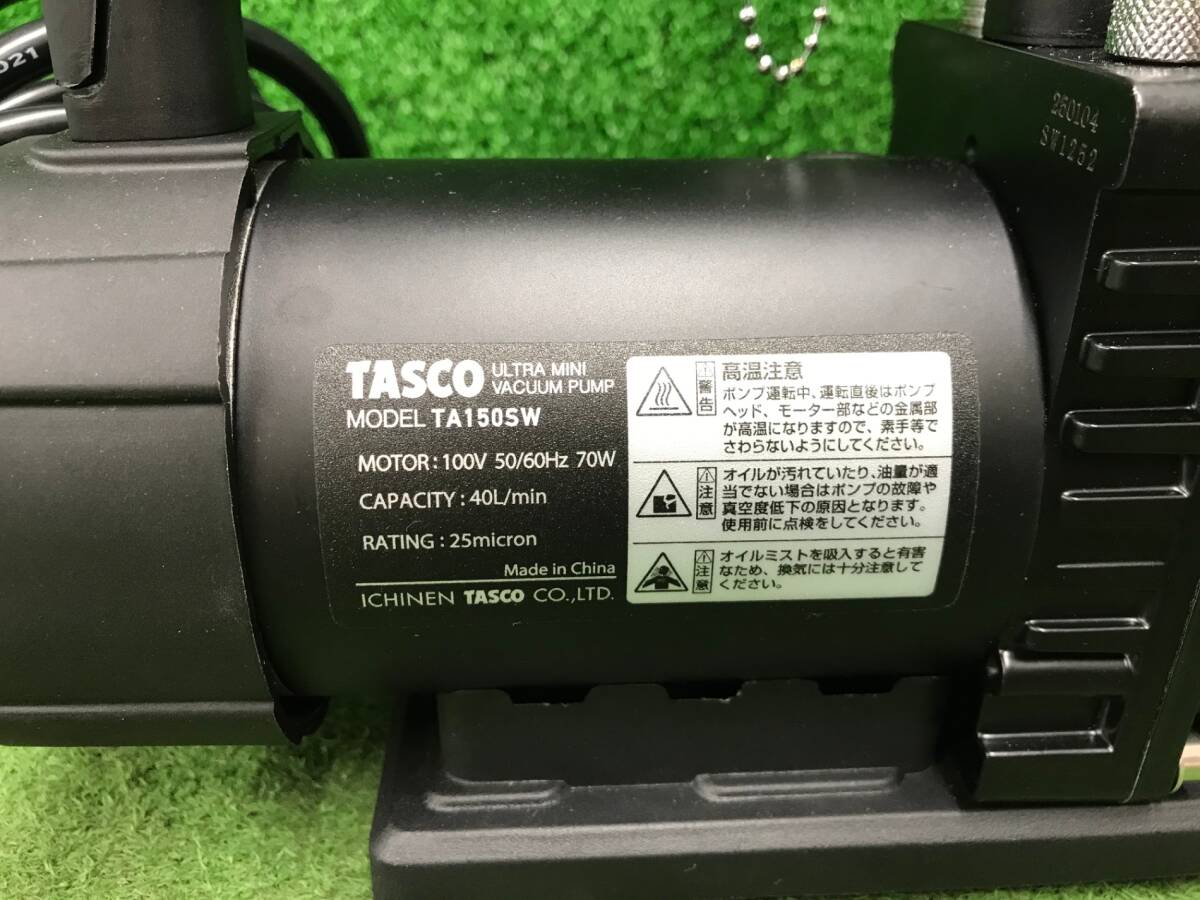 021
250104
SW1252
TASCO ULTRA MINI
VACUUM PUMP
MODEL TA150SW
MOTOR : 100V 50/60Hz 70W
CAPACITY : 40L/min
RATING : 25micron
Made in China
ICHINEN TASCO CO.,LTD.
警告
高温注意
ポンプ運転中、運転直後はポンプ
ヘッド、モーター部などの金属部
が高温になりますので、素手等で
さわらないようにしてください。
注意
オイルが汚れていたり、油量が適
当でない場合はポンプの故障や
真空度低下の原因となります。
使用前に点検をしてください。
注意
オイルミストを吸入すると有害
なため、換気には十分注意して
ください。